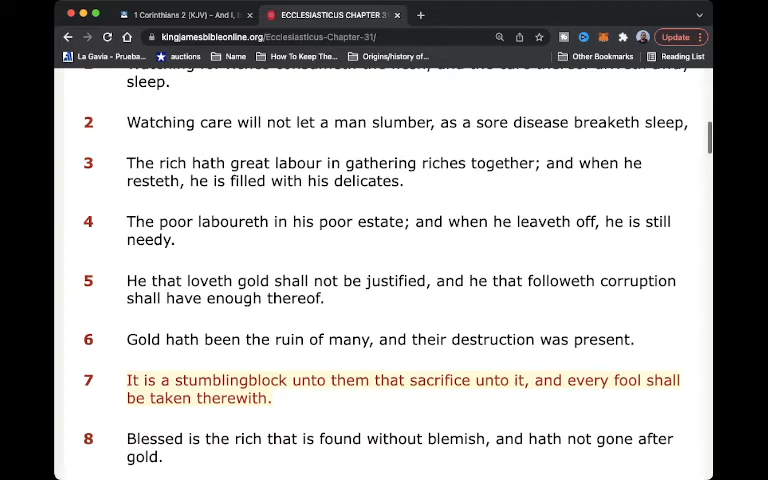 1 Corinthians 2 (KJV) - And I, b
ECCLESIASTICUS CHAPTER 31
kingjamesbibleonline.org/Ecclesiasticus-Chapter-31/
Update
La Gavia - Prueba...
auctions
Name
How To Keep The...
Origins/history of...
Other Bookmarks
Reading List
sleep.
2 Watching care will not let a man slumber, as a sore disease breaketh sleep,
3 The rich hath great labour in gathering riches together; and when he
resteth, he is filled with his delicates.
4 The poor laboureth in his poor estate; and when he leaveth off, he is still
needy.
5 He that loveth gold shall not be justified, and he that followeth corruption
shall have enough thereof.
6 Gold hath been the ruin of many, and their destruction was present.
7 It is a stumblingblock unto them that sacrifice unto it, and every fool shall
be taken therewith.
8 Blessed is the rich that is found without blemish, and hath not gone after
gold.